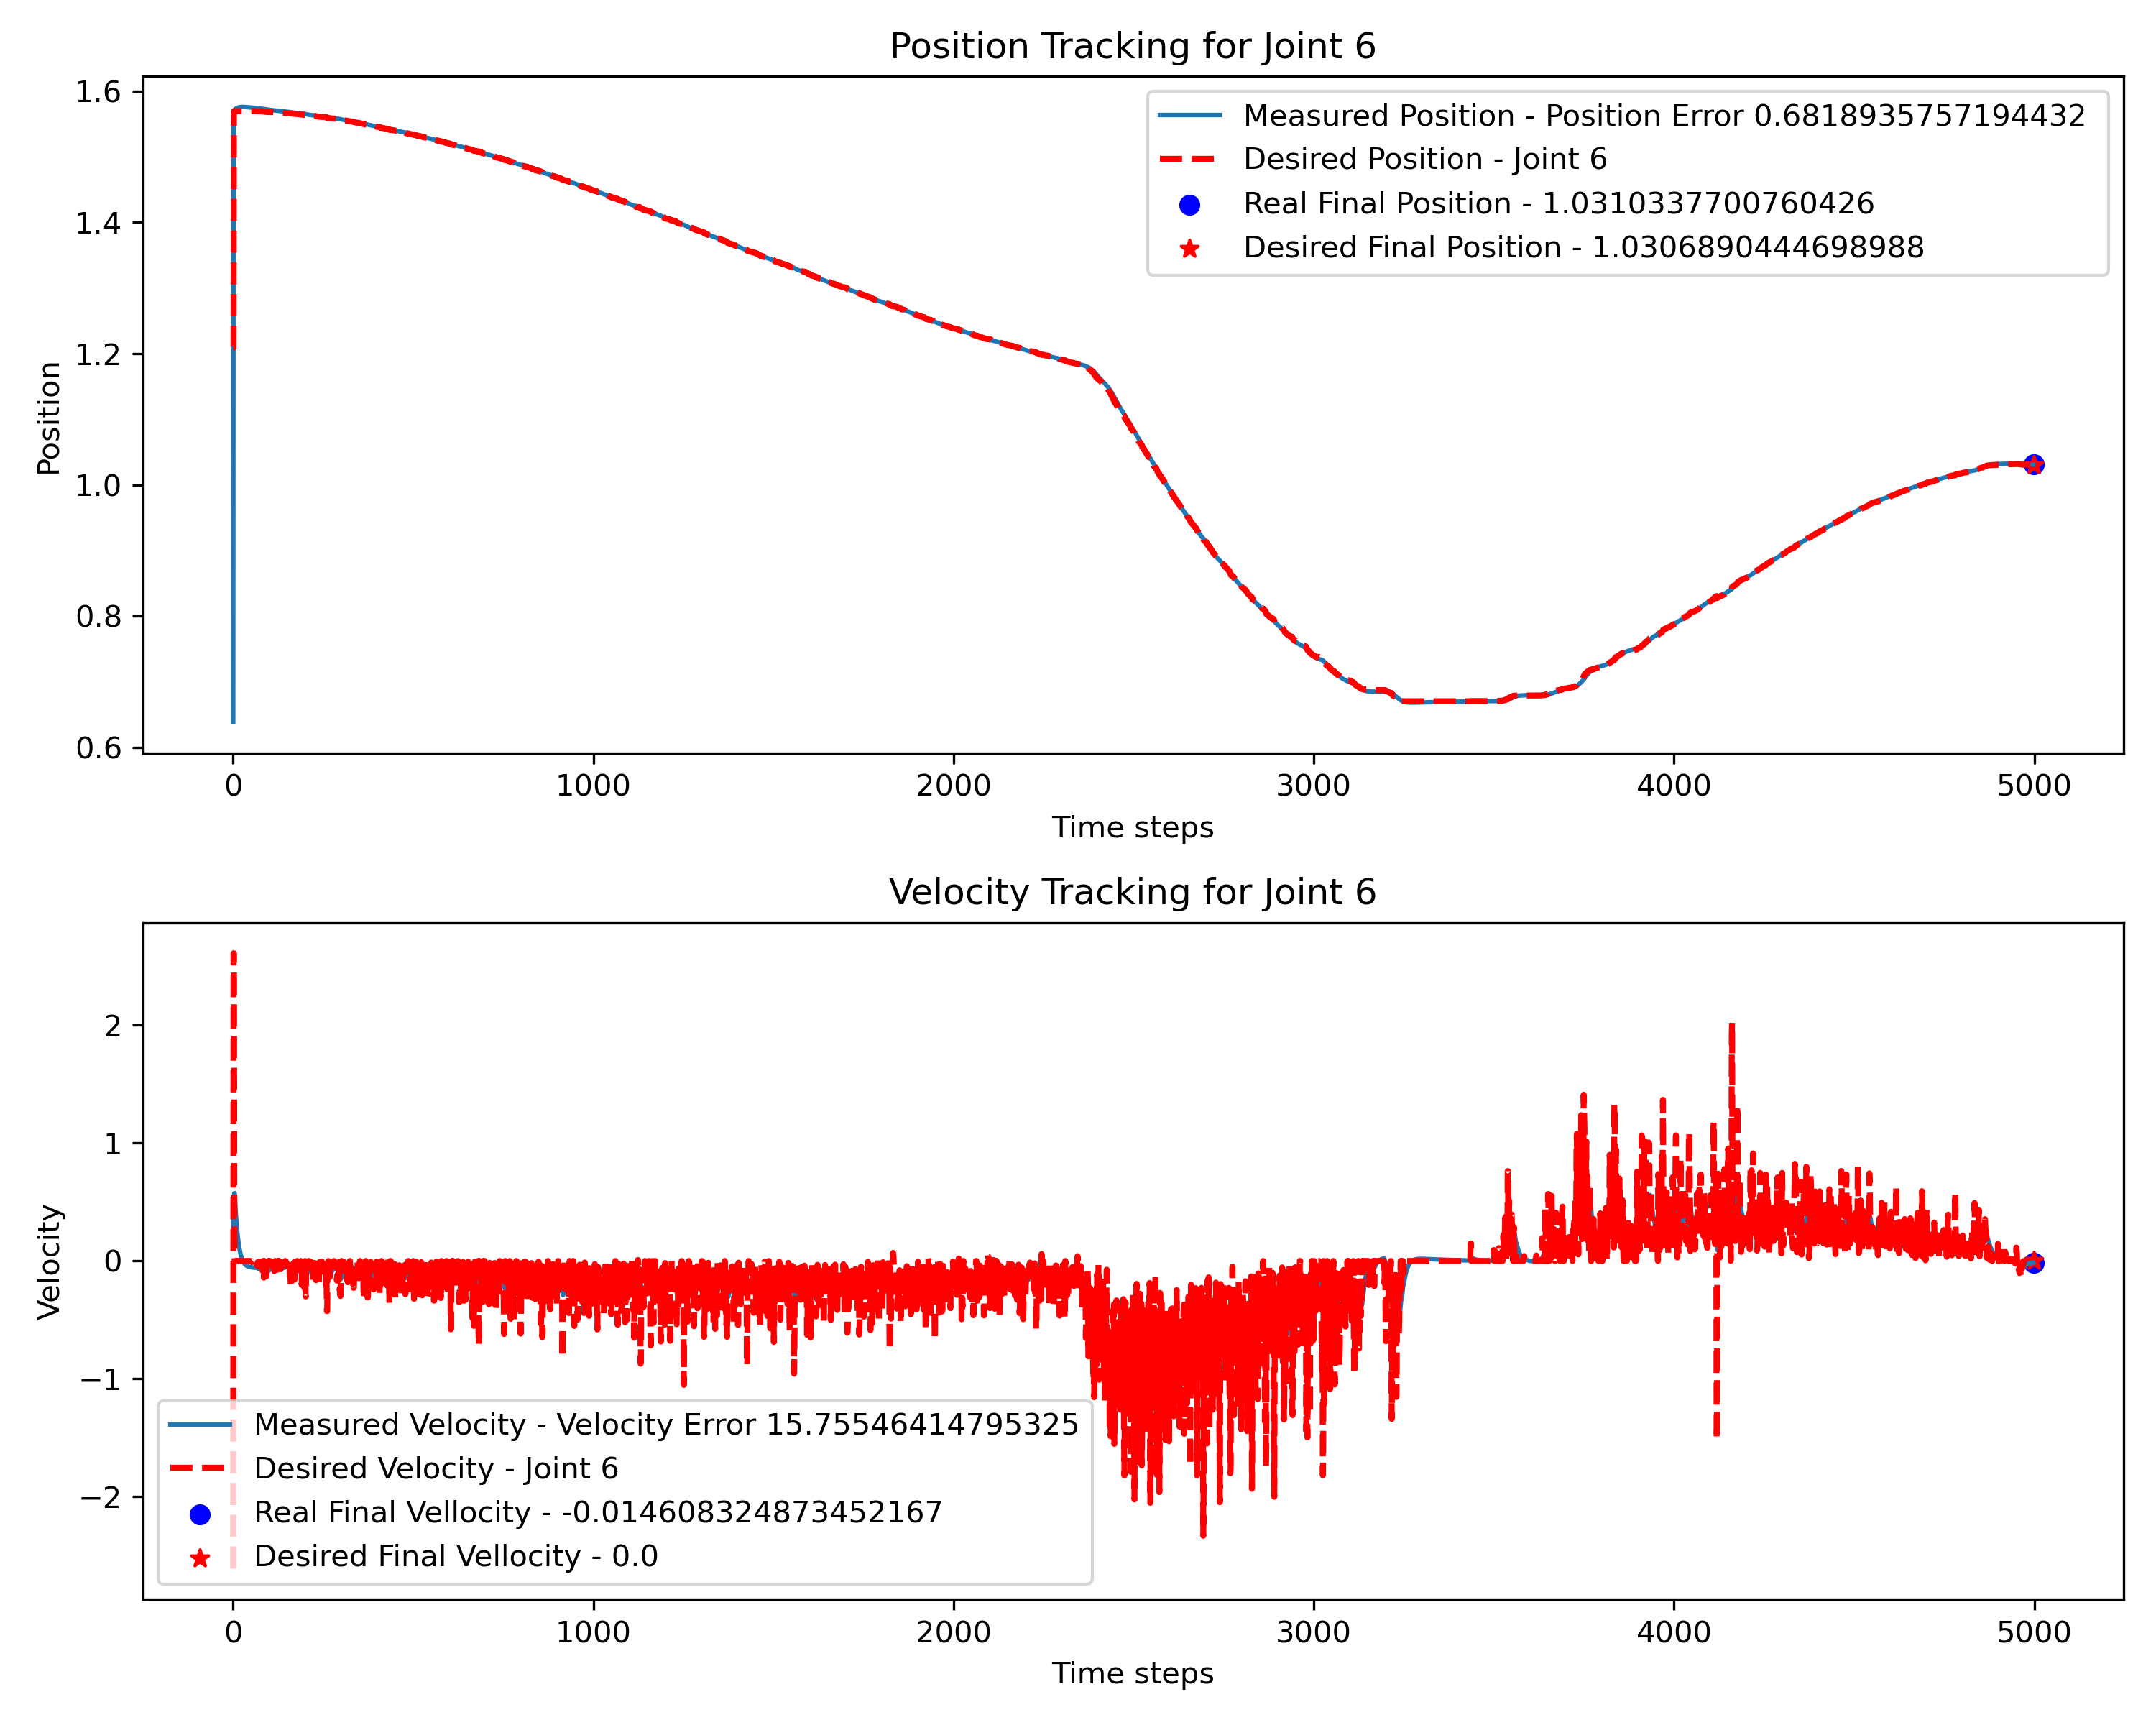 Position Tracking for Joint 6
1.6
1.4
1.2
1.0
0.8
0.6
Position
Measured Position - Position Error 0.6818935757194432
Desired Position - Joint 6
Real Final Position - 1.0310337700760426
Desired Final Position - 1.0306890444698988
0 1000 2000 3000 4000 5000
Time steps
Velocity Tracking for Joint 6
2
1
0
−1
−2
Velocity
Measured Velocity - Velocity Error 15.75546414795325
Desired Velocity - Joint 6
Real Final Vellocity - -0.014608324873452167
Desired Final Vellocity - 0.0
0 1000 2000 3000 4000 5000
Time steps